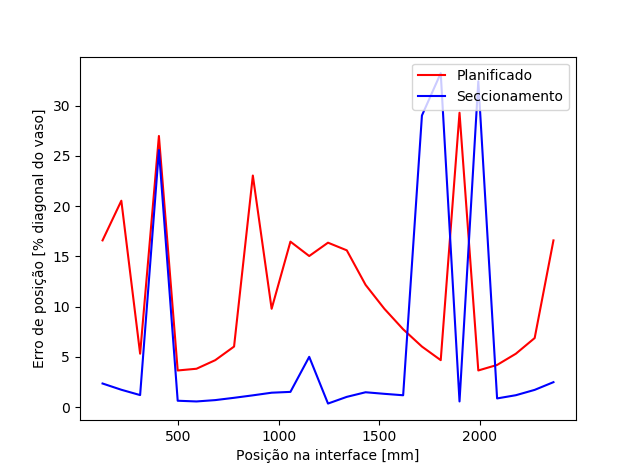 Planificado
Seccionamento
30
25
20
15
10
5
0
Erro de posição [% diagonal do vaso]
500
1000
1500
2000
Posição na interface [mm]